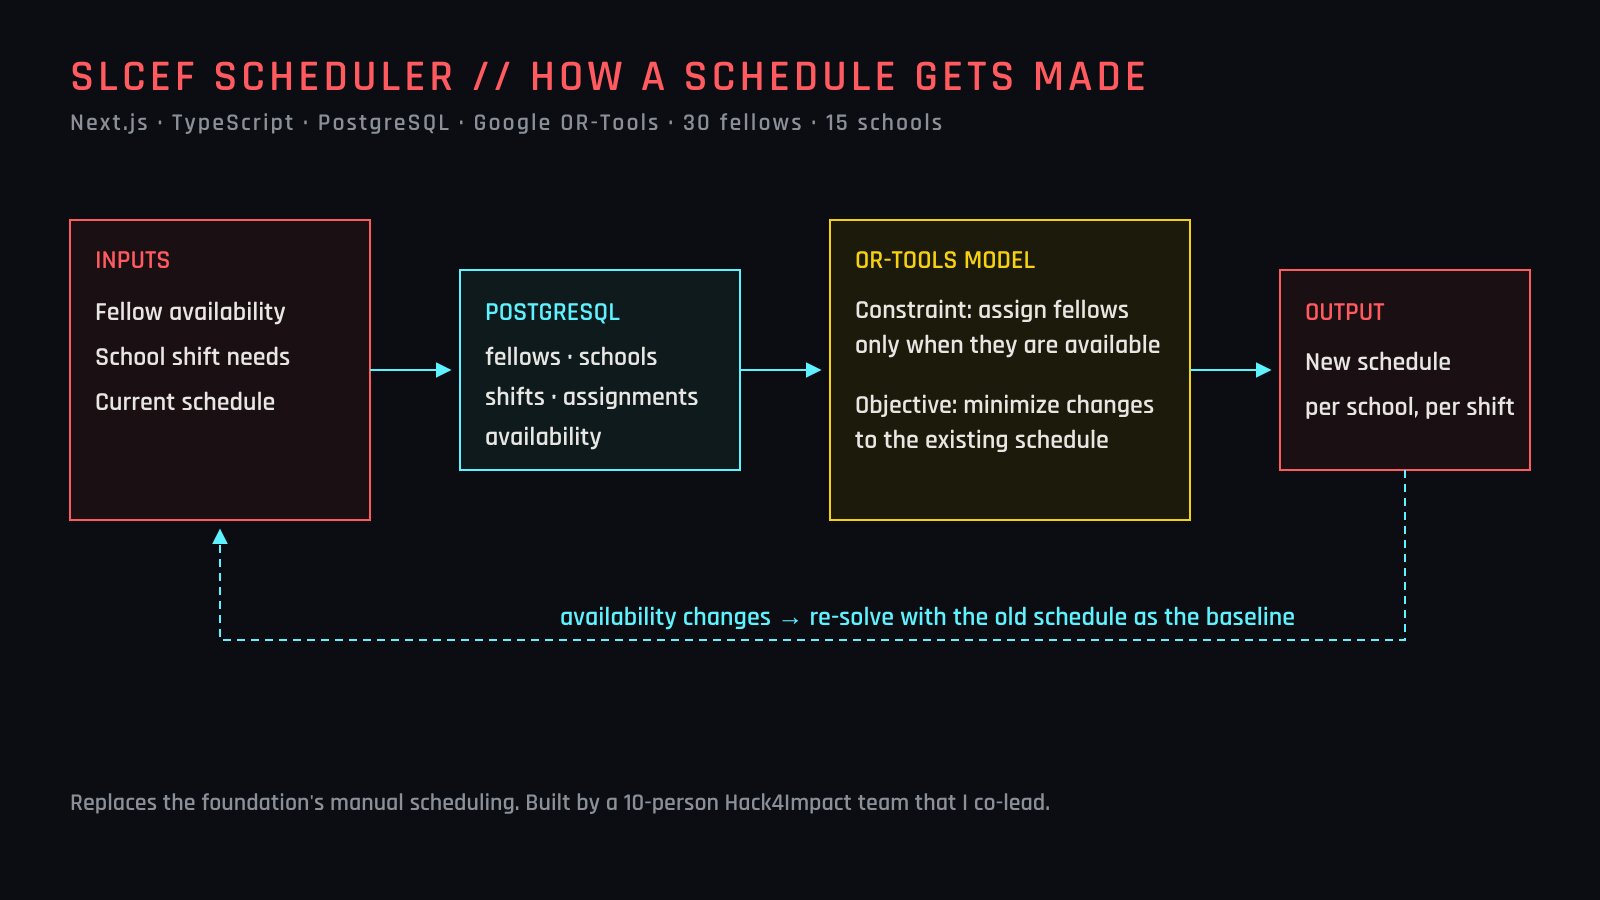 SLCEF SCHEDULER // HOW A SCHEDULE GETS MADE
Next.js · TypeScript · PostgreSQL · Google OR-Tools · 30 fellows · 15 schools
INPUTS
Fellow availability
School shift needs
Current schedule
POSTGRESQL
fellows · schools
shifts · assignments
availability
OR-TOOLS MODEL
Constraint: assign fellows
only when they are available
Objective: minimize changes
to the existing schedule
OUTPUT
New schedule
per school, per shift
availability changes → re-solve with the old schedule as the baseline
Replaces the foundation's manual scheduling. Built by a 10-person Hack4Impact team that I co-lead.